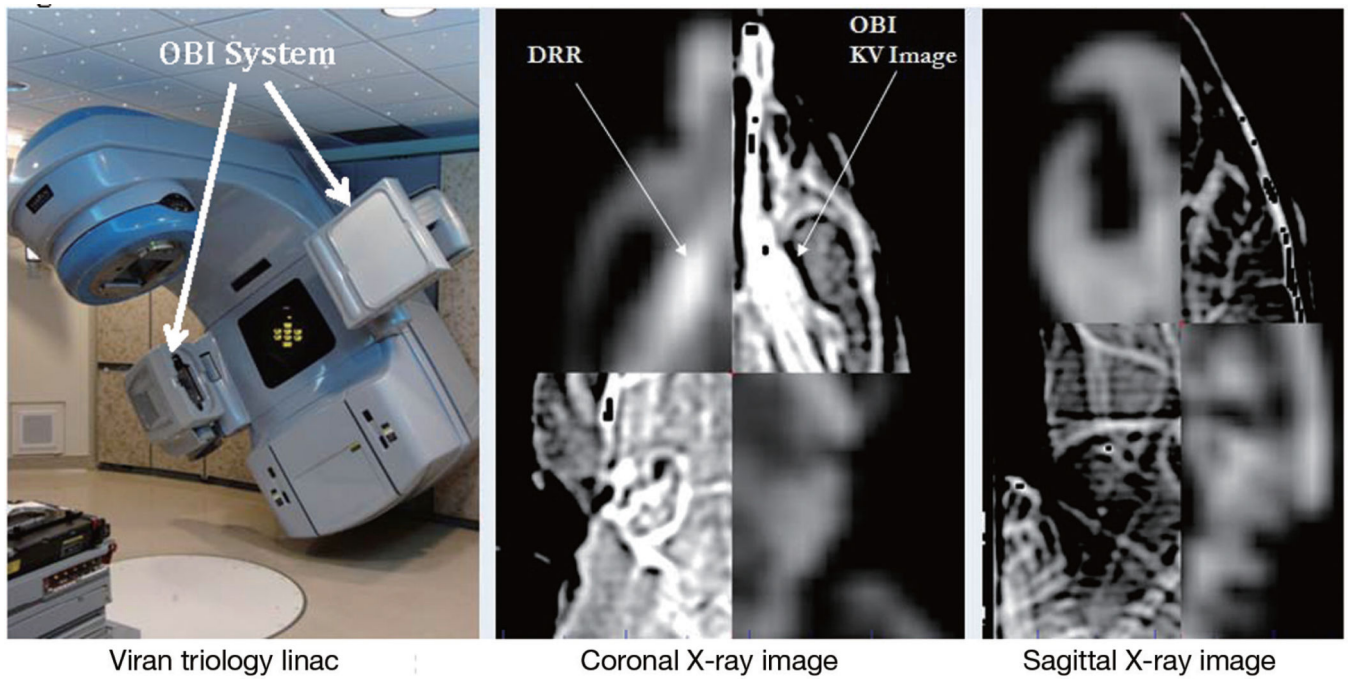 OBI System
DRR
OBI
KV Image
Viran triology linac
Coronal X-ray image
Sagittal X-ray image